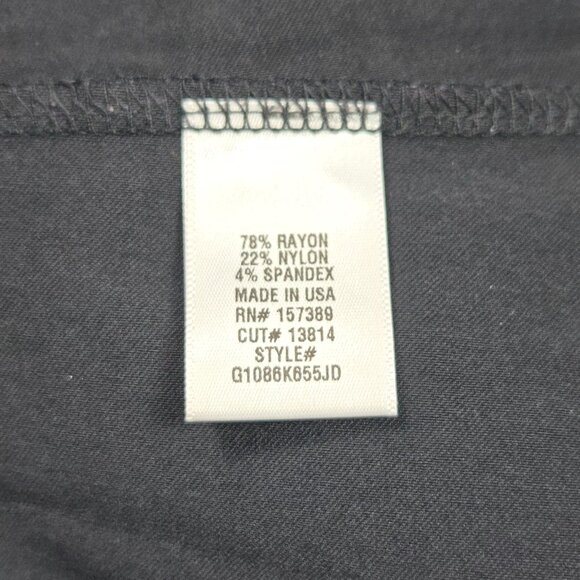 78% RAYON
22% NYLON
4% SPANDEX
MADE IN USA
RN# 157389
CUT# 13814
STYLE#
G1086K655JD